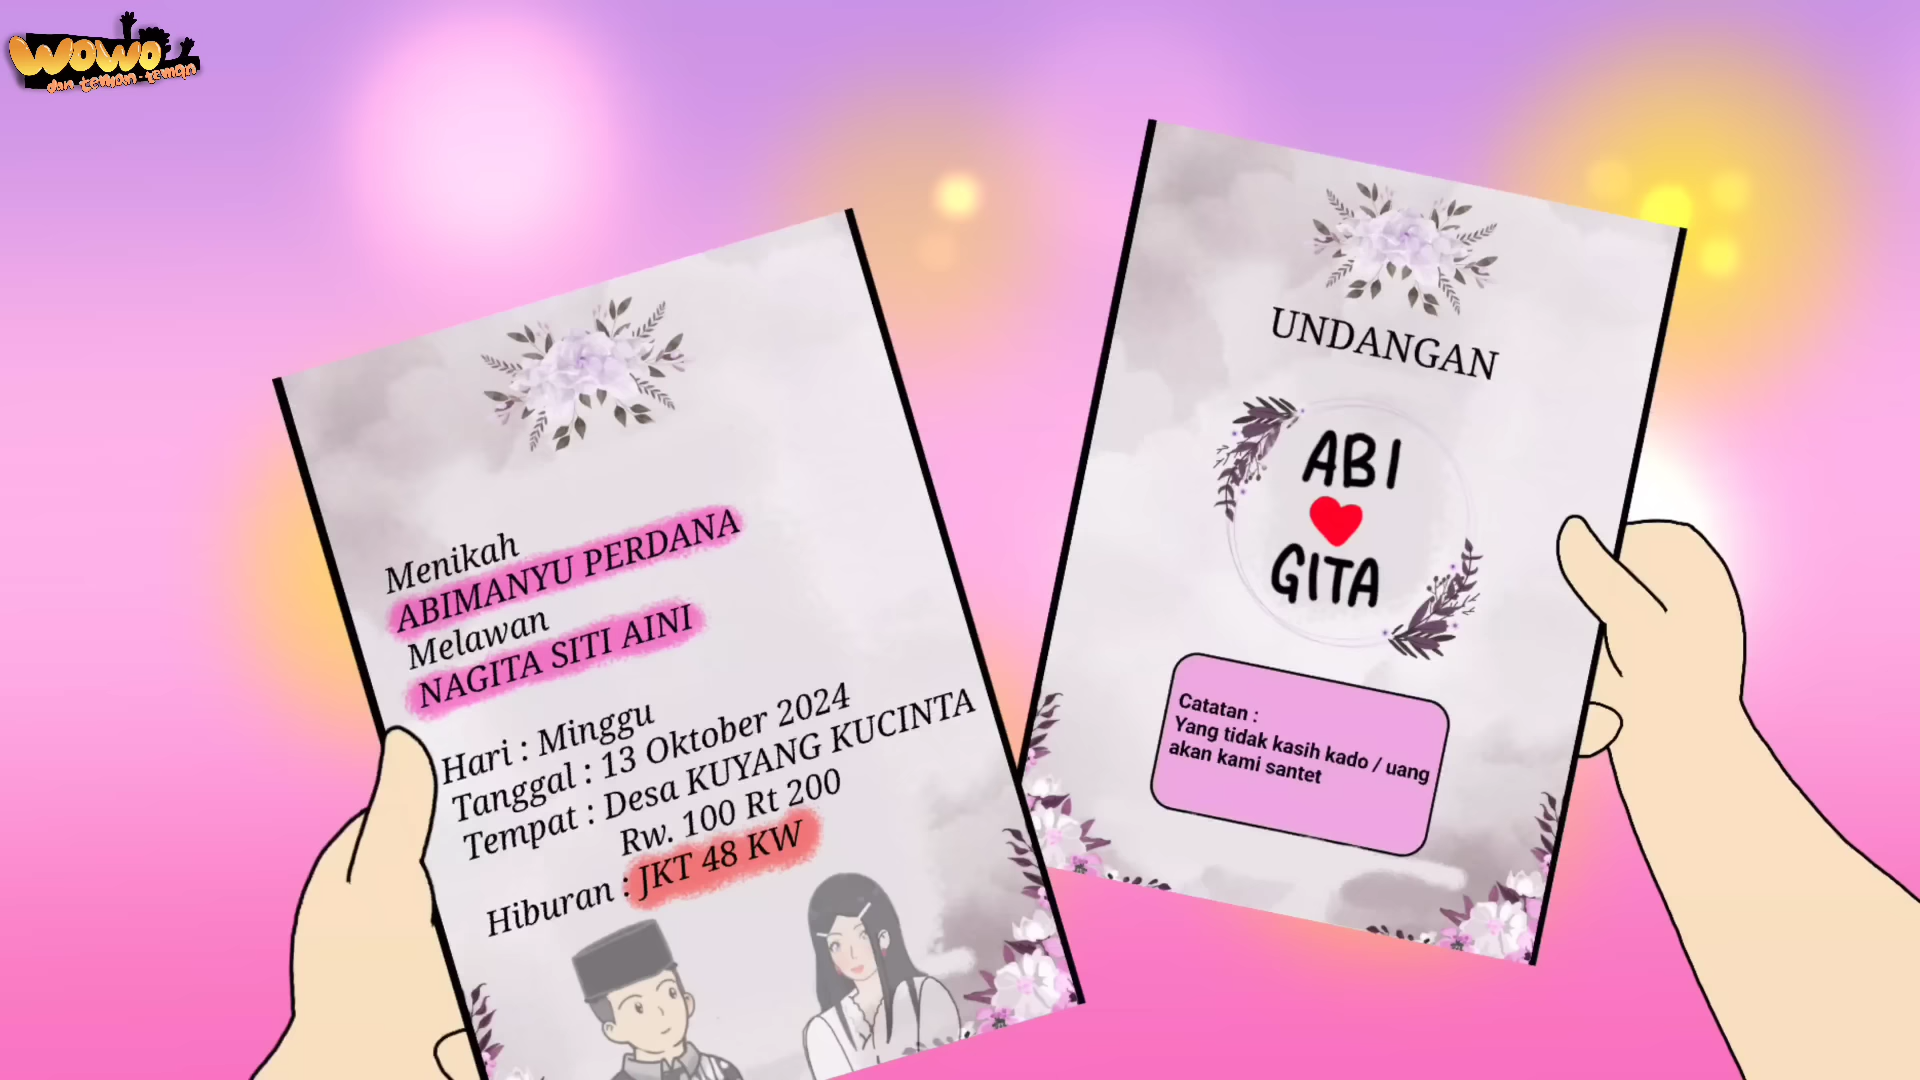 WOWO
dan teman-teman
Menikah
ABIMANYU PERDANA
Melawan
NAGITA SITI AINI
Hari : Minggu
Tanggal : 13 Oktober 2024
Tempat : Desa KUYANG KUCINTA
Rw. 100 Rt 200
Hiburan : JKT 48 KW
UNDANGAN
ABI
GITA
Catatan :
Yang tidak kasih kado / uang
akan kami santet